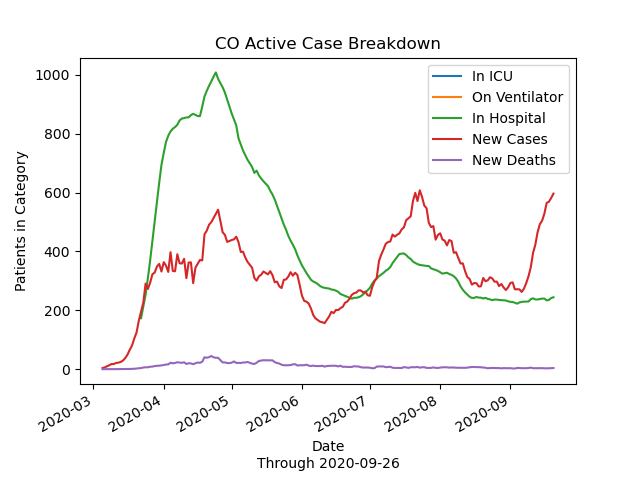 CO Active Case Breakdown
In ICU
On Ventilator
In Hospital
New Cases
New Deaths
Patients in Category
1000
800
600
400
200
0
2020-03
2020-04
2020-05
2020-06
2020-07
2020-08
2020-09
Date
Through 2020-09-26